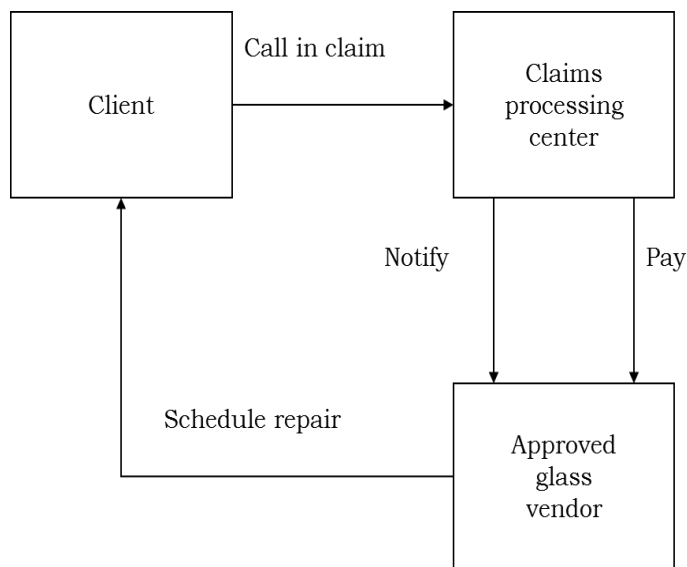 Call in claim
Client
Claims
processing
center
Notify
Pay
Schedule repair
Approved
glass
vendor